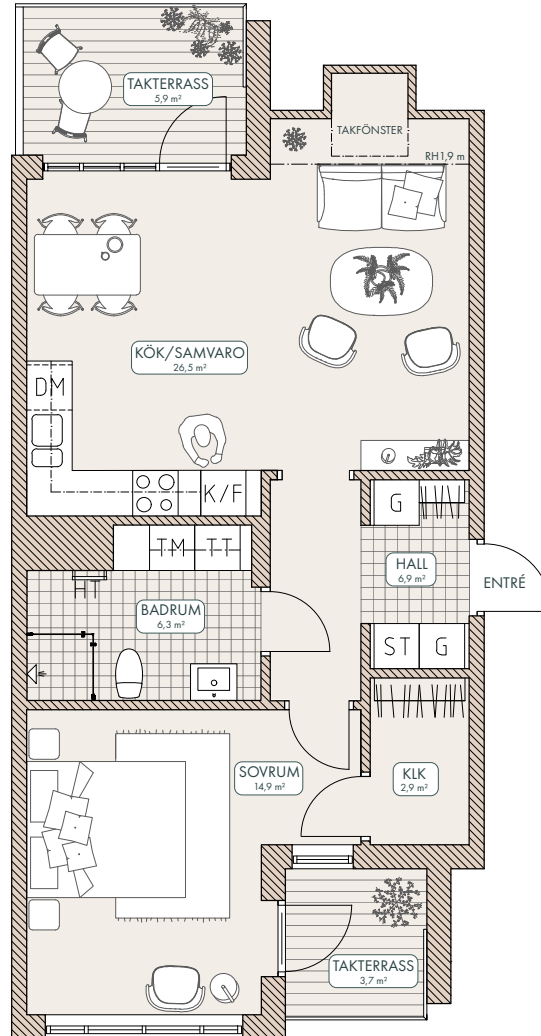 TAKTERRASS
5,9 m²
TAKFÖNSTER
RH1,9 m
KÖK/SAMVARO
26,5 m²
DM
K/F
G
TM TT
HALL
6,9 m²
ENTRÉ
HT
BADRUM
6,3 m²
ST G
SOVRUM
14,9 m²
KLK
2,9 m²
TAKTERRASS
3,7 m²